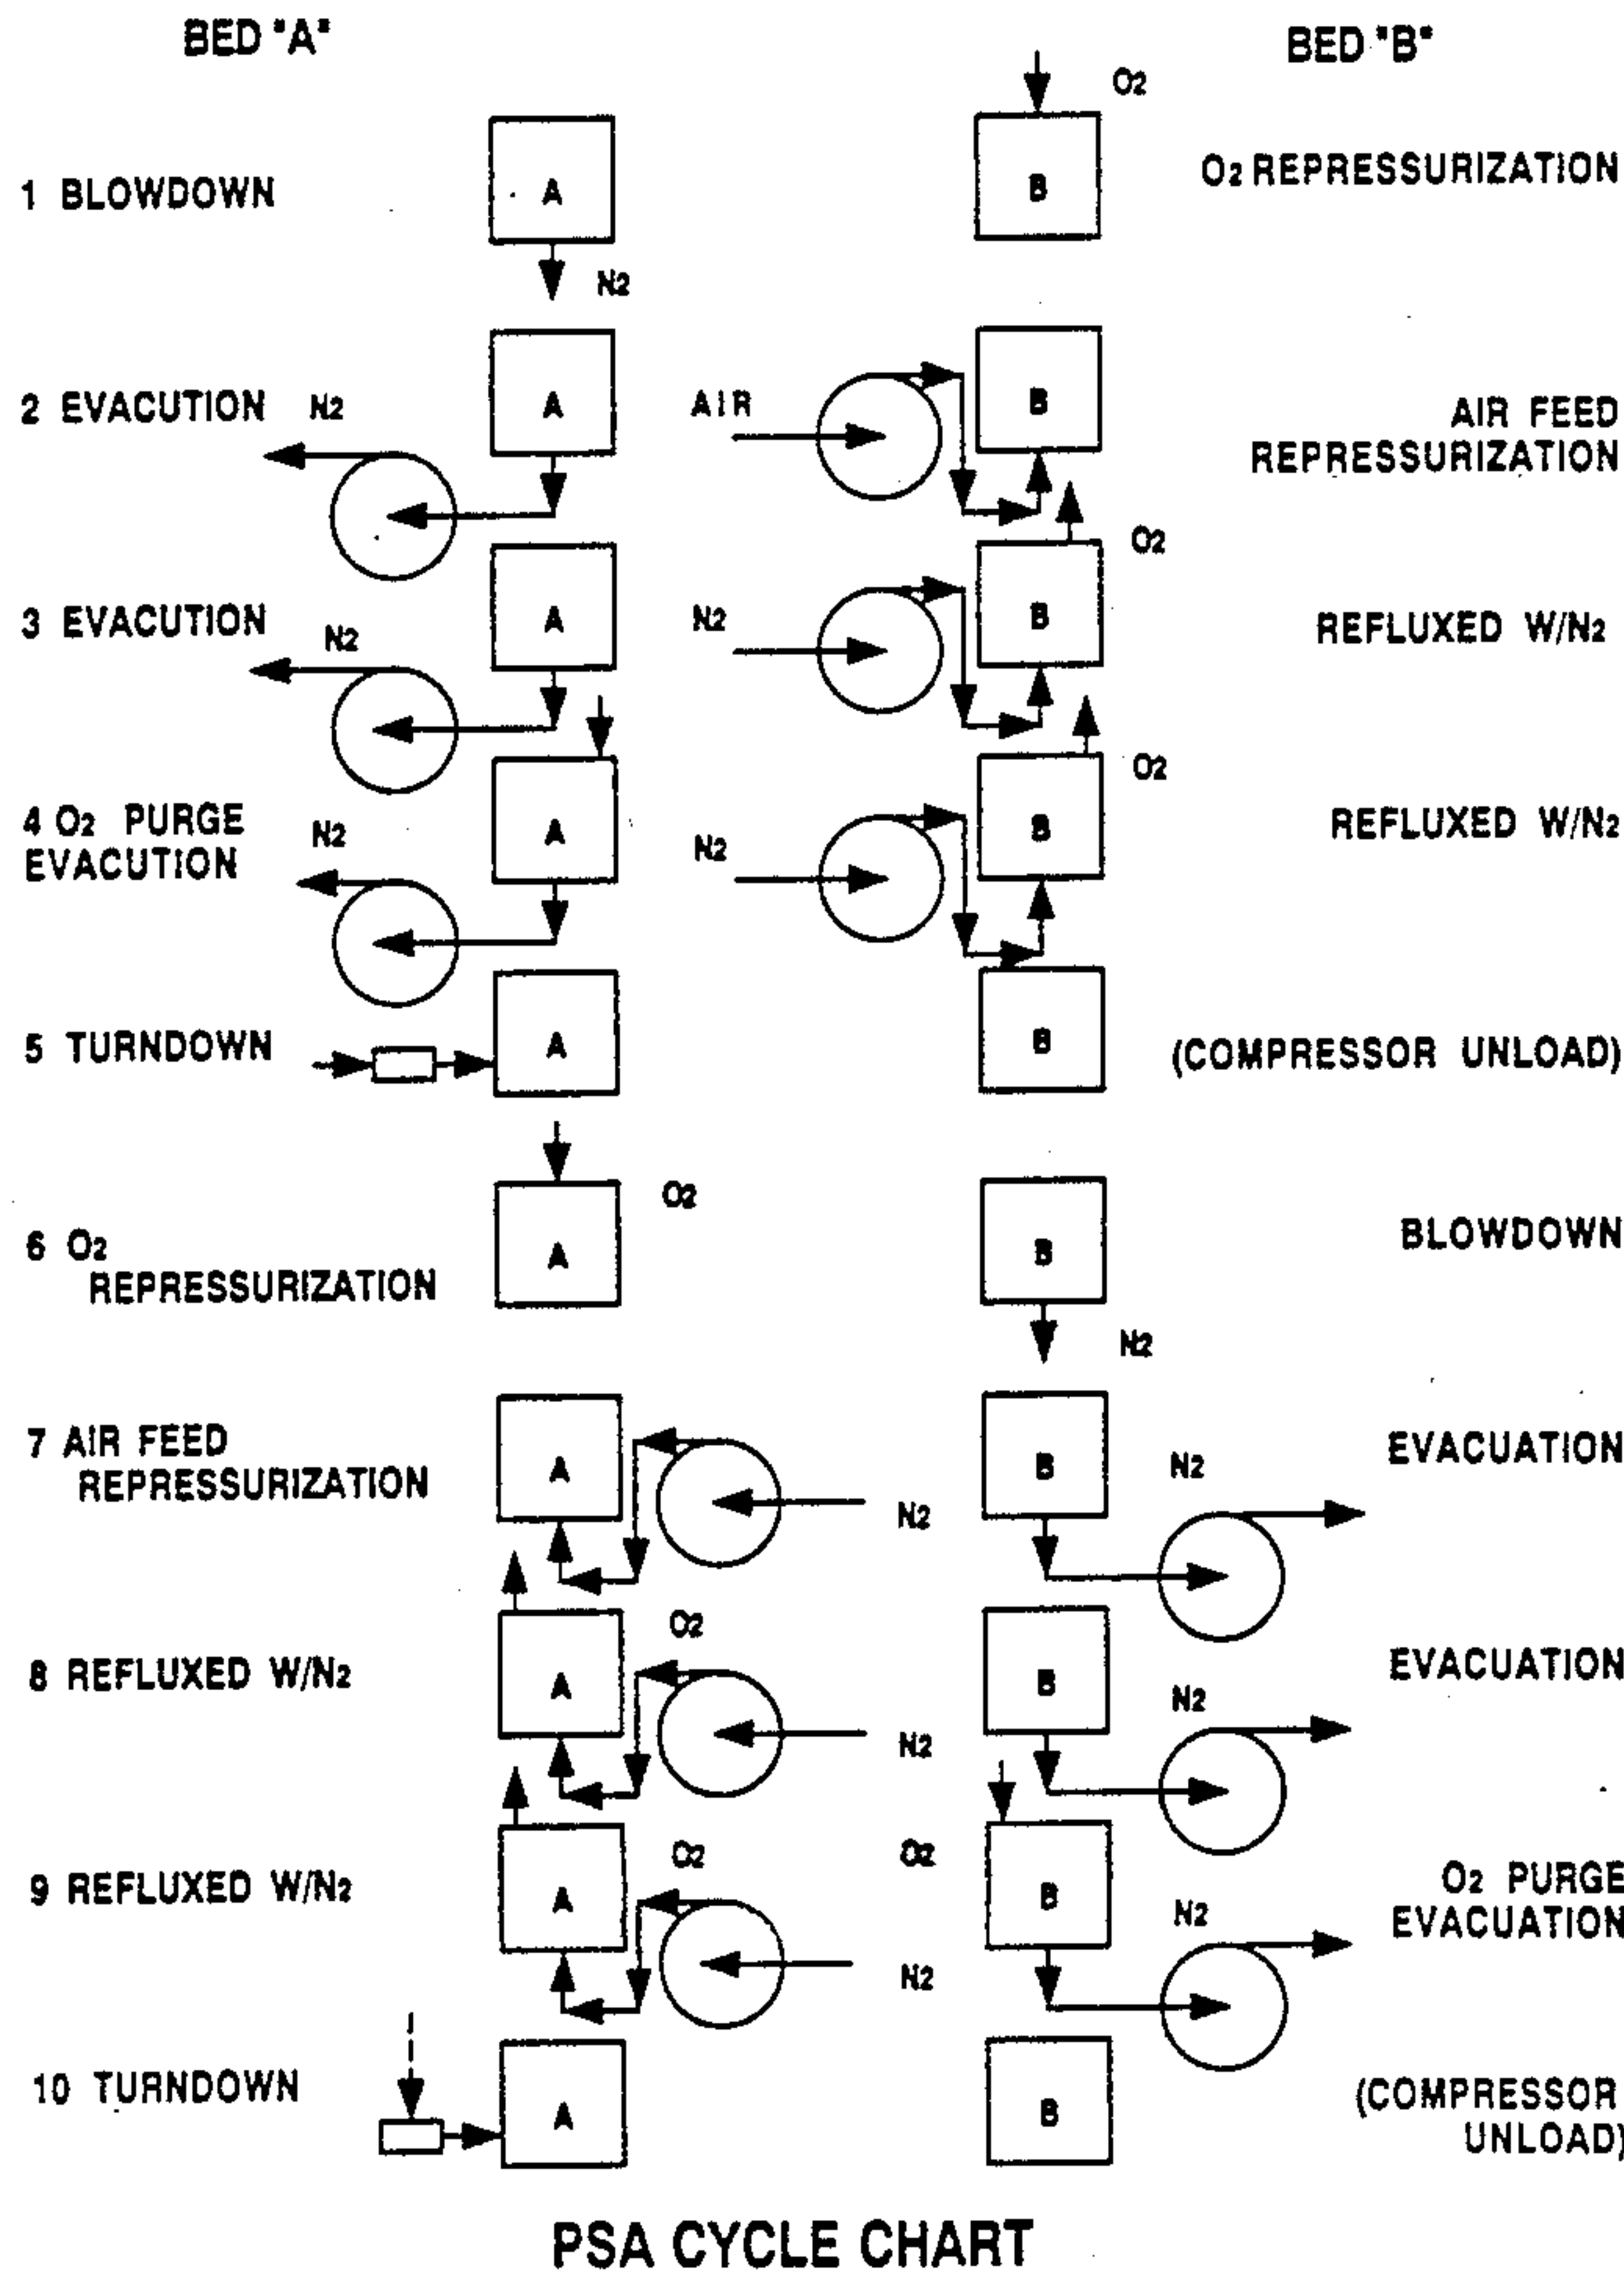 BED "A"
BED "B"
O2
1 BLOWDOWN
A
B
O2 REPRESSURIZATION
N2
2 EVACUTION
N2
A
AIR
B
AIR FEED
REPRESSURIZATION
O2
3 EVACUTION
N2
A
N2
B
REFLUXED W/N2
O2
4 O2 PURGE
EVACUTION
N2
A
N2
B
REFLUXED W/N2
5 TURNDOWN
A
B
(COMPRESSOR UNLOAD)
O2
6 O2
REPRESSURIZATION
A
B
BLOWDOWN
N2
7 AIR FEED
REPRESSURIZATION
A
N2
B
N2
EVACUATION
O2
8 REFLUXED W/N2
A
N2
B
N2
EVACUATION
O2
9 REFLUXED W/N2
A
N2
O2
B
N2
O2 PURGE
EVACUATION
10 TURNDOWN
A
B
(COMPRESSOR
UNLOAD)
PSA CYCLE CHART